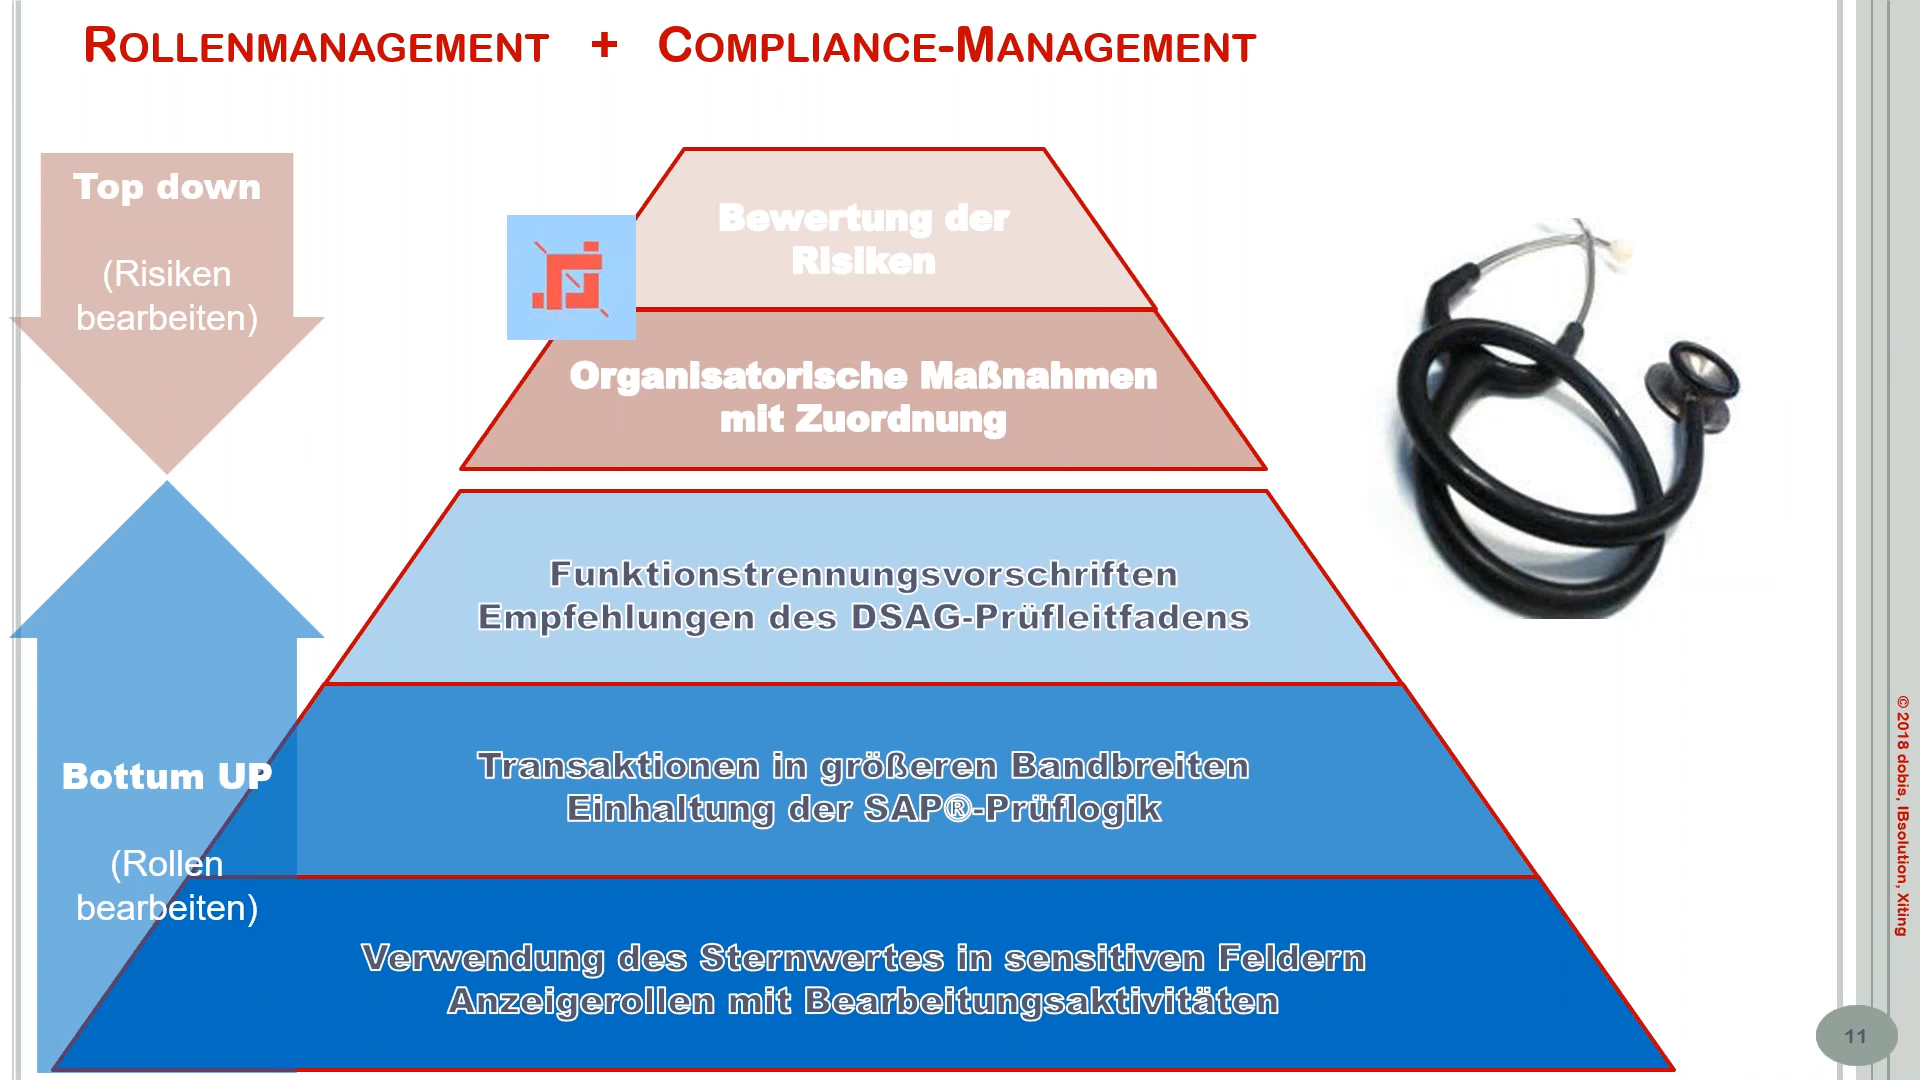 ROLLENMANAGEMENT + COMPLIANCE-MANAGEMENT
Top down
(Risiken
bearbeiten)
Bewertung der
Risiken
Organisatorische Maßnahmen
mit Zuordnung
Funktionstrennungsvorschriften
Empfehlungen des DSAG-Prüfleitfadens
Bottum UP
(Rollen
bearbeiten)
Transaktionen in größeren Bandbreiten
Einhaltung der SAP®-Prüflogik
Verwendung des Sternwertes in sensitiven Feldern
Anzeigerollen mit Bearbeitungsaktivitäten
© 2018 dobis, IBsolution, Xiting
11